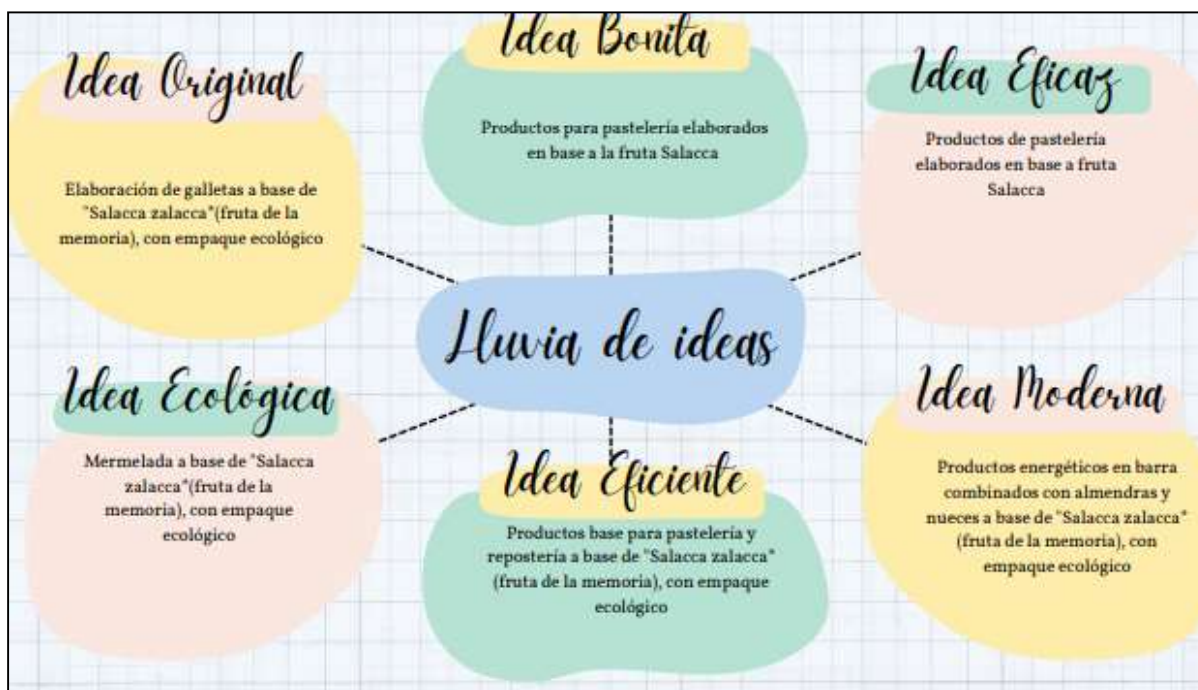 Idea Original
Elaboración de galletas a base de
"Salacca zalacca"(fruta de la
memoria), con empaque ecológico
Idea Bonita
Productos para pastelería elaborados
en base a la fruta Salacca
Idea Eficaz
Productos de pastelería
elaborados en base a fruta
Salacca
Lluvia de ideas
Idea Ecológica
Mermelada a base de "Salacca
zalacca"(fruta de la
memoria), con empaque
ecológico
Idea Eficiente
Productos base para pastelería y
repostería a base de "Salacca zalacca"
(fruta de la memoria), con empaque
ecológico
Idea Moderna
Productos energéticos en barra
combinados con almendras y
nueces a base de "Salacca zalacca"
(fruta de la memoria), con
empaque ecológico